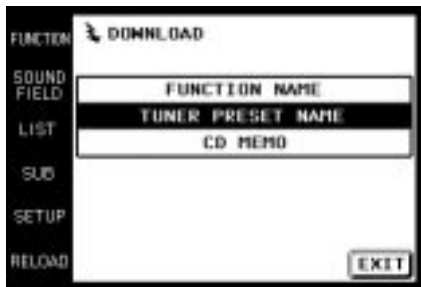 FUNCTION
SOUND
FIELD
LIST
SUB
SETUP
RELOAD
DOWNLOAD
FUNCTION NAME
TUNER PRESET NAME
CD MEMO
EXIT